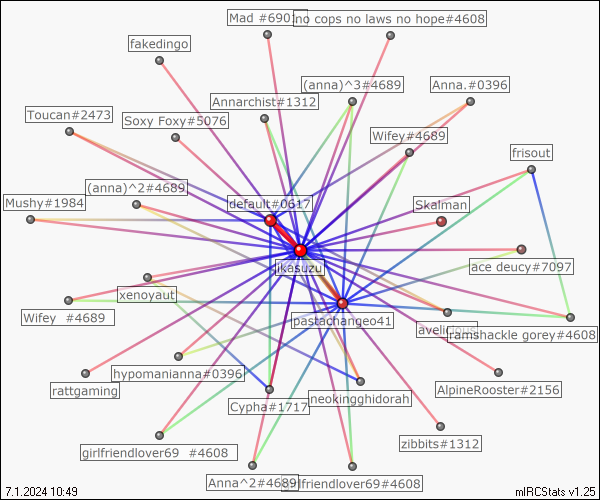 Mad #6901
no cops no laws no hope#4608
fakedingo
(anna)^3#4689
Anna.#0396
Annarchist#1312
Toucan#2473
Soxy Foxy#5076
Wifey#4689
frisout
(anna)^2#4689
Mushy#1984
default#0617
Skalman
jikasuzu
ace deucy#7097
xenoyaut
Wifey #4689
pastachangeo41
ramshackle gorey#4608
hypomanianna#0396
rattgaming
neokingghidorah
AlpineRooster#2156
Cypha#1717
zibbits#1312
girlfriendlover69 #4608
Anna^2#4689
girlfriendlover69#4608
7.1.2024 10:49
mIRCStats v1.25